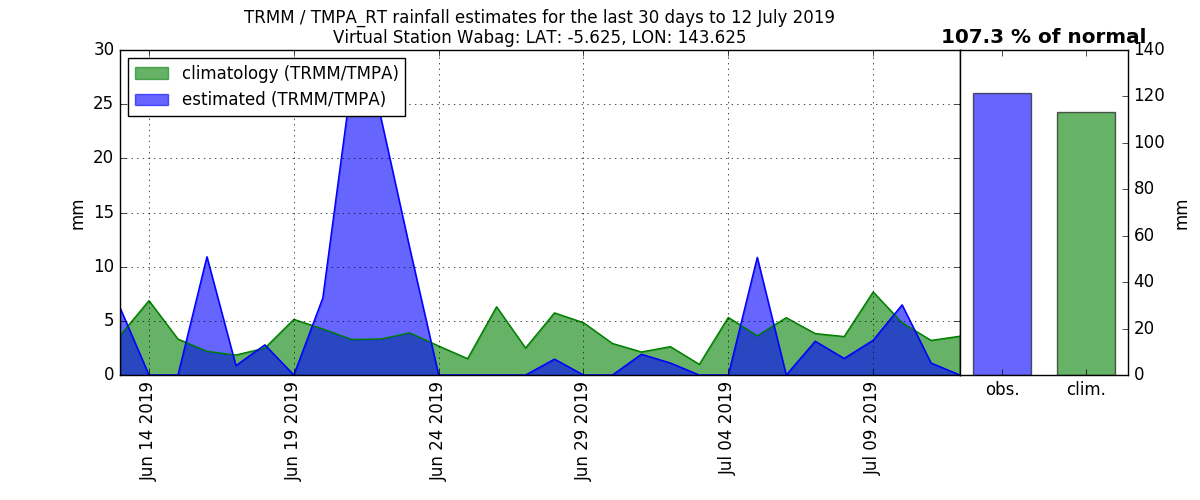 TRMM / TMPA_RT rainfall estimates for the last 30 days to 12 July 2019
Virtual Station Wabag: LAT: -5.625, LON: 143.625
107.3 % of normal
climatology (TRMM/TMPA)
estimated (TRMM/TMPA)
mm
30
25
20
15
10
5
0
Jun 14 2019
Jun 19 2019
Jun 24 2019
Jun 29 2019
Jul 04 2019
Jul 09 2019
obs.
clim.
140
120
100
80
60
40
20
0
mm